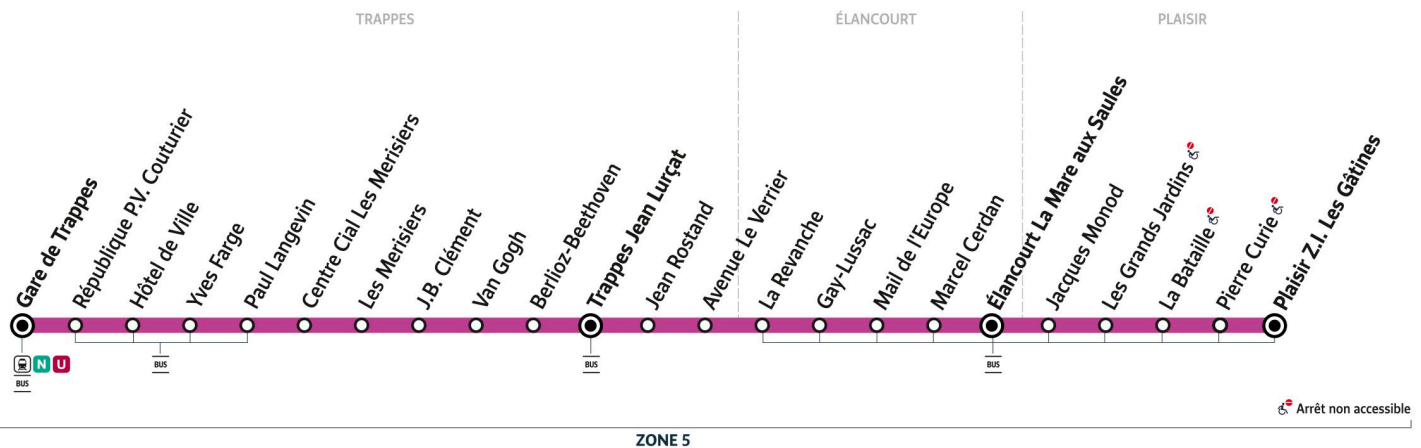 TRAPPES
ÉLANCOURT
PLAISIR
Gare de Trappes
République P.V. Couturier
Hôtel de Ville
Yves Farge
Paul Langevin
Centre Cial Les Merisiers
Les Merisiers
J.B. Clément
Van Gogh
Berlioz-Beethoven
Trappes Jean Lurçat
Jean Rostand
Avenue Le Verrier
La Revanche
Gay-Lussac
Mail de l'Europe
Marcel Cerdan
Élancourt La Mare aux Saules
Jacques Monod
Les Grands Jardins
La Bataille
Pierre Curie
Plaisir Z.I. Les Gâtines
N U
BUS
BUS
BUS
BUS
Arrêt non accessible
ZONE 5